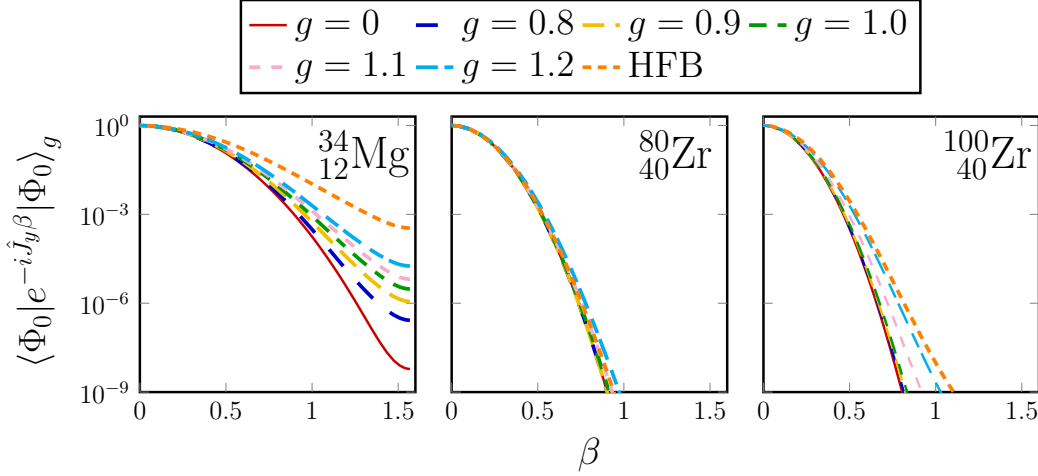 g = 0 g = 0.8 g = 0.9 g = 1.0
g = 1.1 g = 1.2 HFB
⟨Φ₀|e^{-iĴ_yβ}|Φ₀⟩_g
10⁰
10⁻³
10⁻⁶
10⁻⁹
³⁴₁₂Mg
⁸⁰₄₀Zr
¹⁰⁰₄₀Zr
0 0.5 1 1.5 0 0.5 1 1.5 0 0.5 1 1.5
β